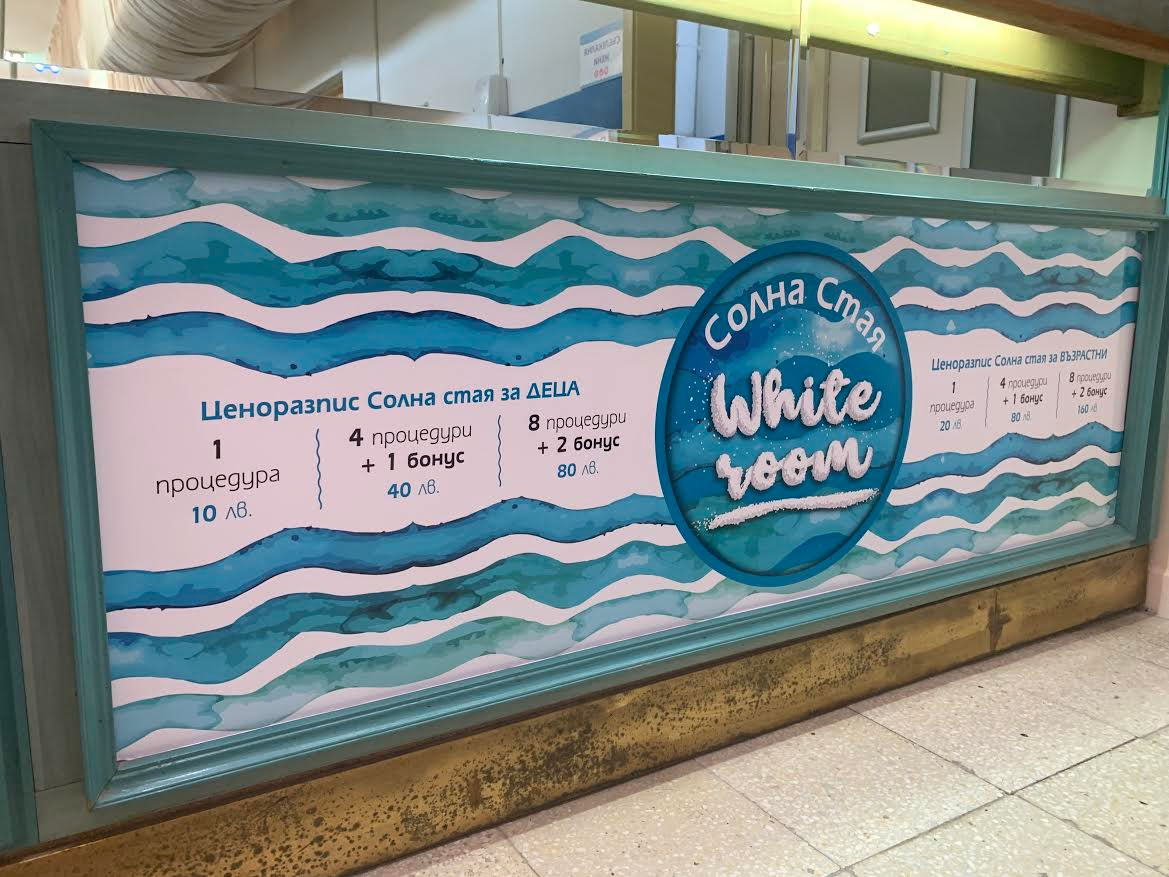 СЪБЛЕКАЛНЯ
ЖЕНИ
Ценоразпис Солна стая за ДЕЦА
1
процедура
10 лв.
4 процедури
+ 1 бонус
40 лв.
8 процедури
+ 2 бонус
80 лв.
Солна Стая
White
room
Ценоразпис Солна стая за ВЪЗРАСТНИ
1
процедура
20 лв.
4 процедури
+ 1 бонус
80 лв.
8 процедури
+ 2 бонус
160 лв